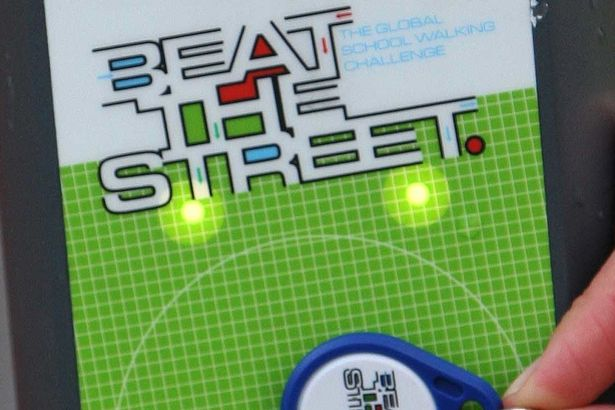 BEAT
THE
STREET.
THE GLOBAL
SCHOOL WALKING
CHALLENGE